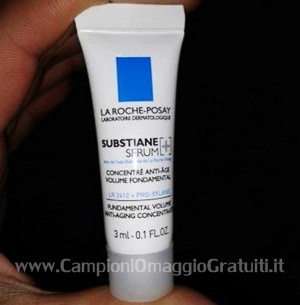 LA ROCHE-POSAY
LABORATOIRE DERMATOLOGIQUE
SUBSTIANE [+]
SERUM
CONCENTRÉ ANTI-ÂGE
VOLUME FONDAMENTAL
LR 2412 + PRO-XYLANE
FUNDAMENTAL VOLUME
ANTI-AGING CONCENTRATE
3 ml - 0.1 FL.OZ.
www.CampioniOmaggioGratuiti.it